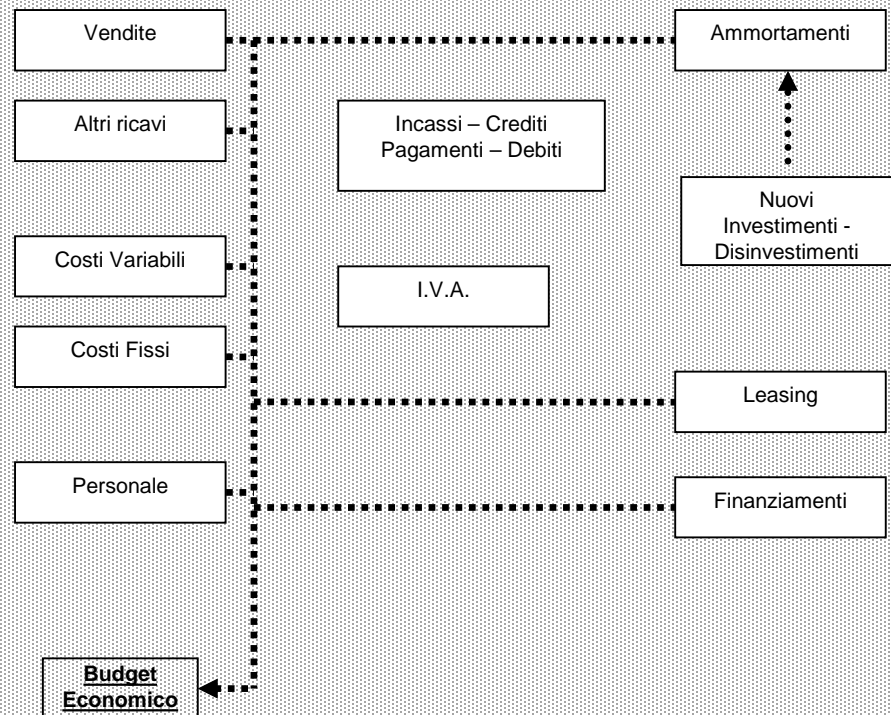 Vendite
Ammortamenti
Altri ricavi
Incassi – Crediti
Pagamenti – Debiti
Nuovi
Investimenti -
Disinvestimenti
Costi Variabili
I.V.A.
Costi Fissi
Leasing
Personale
Finanziamenti
Budget
Economico